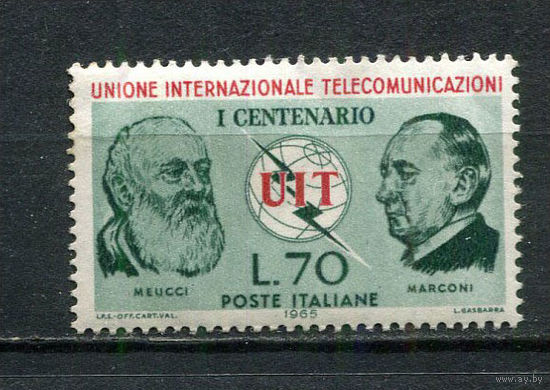 UNIONE INTERNAZIONALE TELECOMUNICAZIONI
I CENTENARIO
UIT
L.70
MEUCCI
MARCONI
POSTE ITALIANE
I.P.S.-OFF.CART.VAL.
1965
L.GASBARRA
www.ay.by